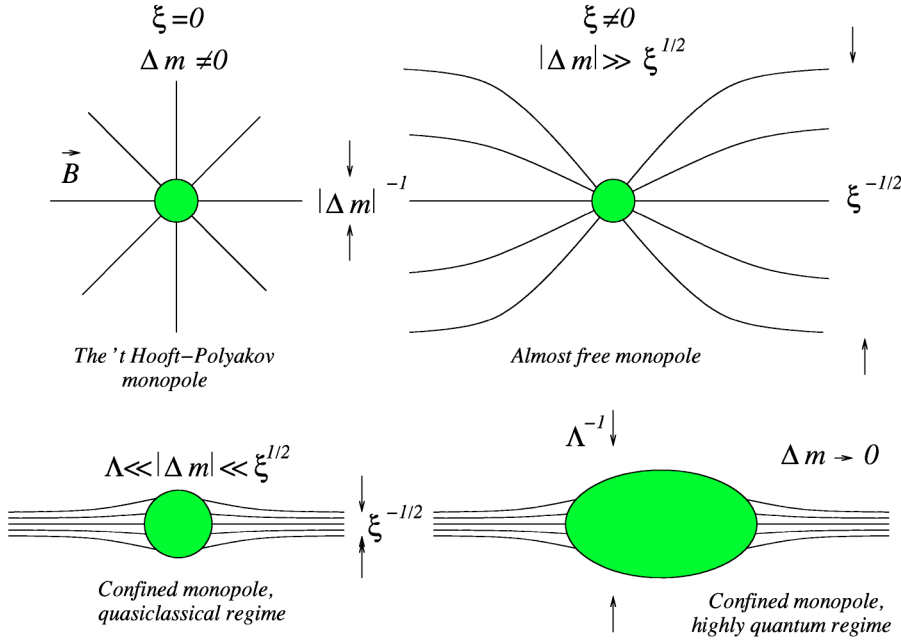 ξ=0
Δ m ≠0
B
|Δ m| ⁻¹
The 't Hooft−Polyakov
monopole
ξ≠0
|Δ m|≫ ξ^{1/2}
ξ^{−1/2}
Almost free monopole
Λ≪|Δ m|≪ξ^{1/2}
ξ^{−1/2}
Confined monopole,
quasiclassical regime
Λ^{−1}
Δ m → 0
Confined monopole,
highly quantum regime